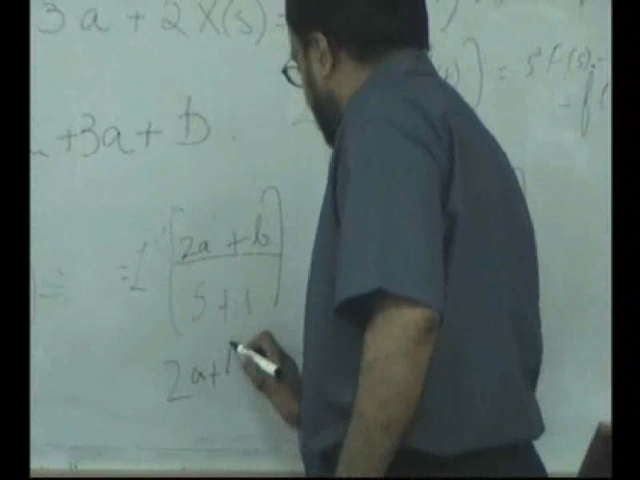 3a + 2X(s) =
] = sF(s) -
- f(
+3a + b
= L⁻¹ [ 2a + b
s + 1 ]
2a +